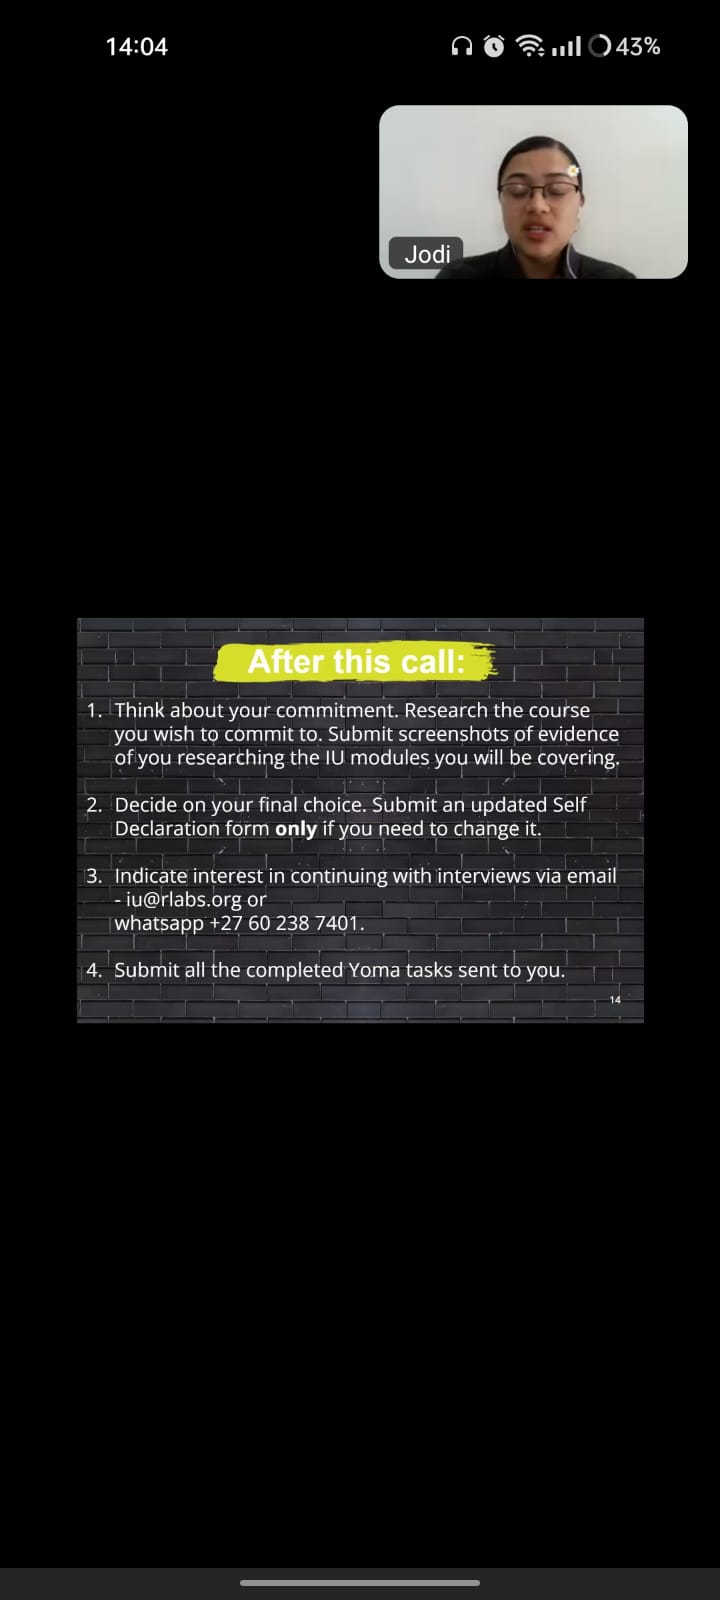 14:04
43%
Jodi
After this call:
1. Think about your commitment. Research the course
you wish to commit to. Submit screenshots of evidence
of you researching the IU modules you will be covering.
2. Decide on your final choice. Submit an updated Self
Declaration form only if you need to change it.
3. Indicate interest in continuing with interviews via email
- iu@rlabs.org or
whatsapp +27 60 238 7401.
4. Submit all the completed Yoma tasks sent to you.
14